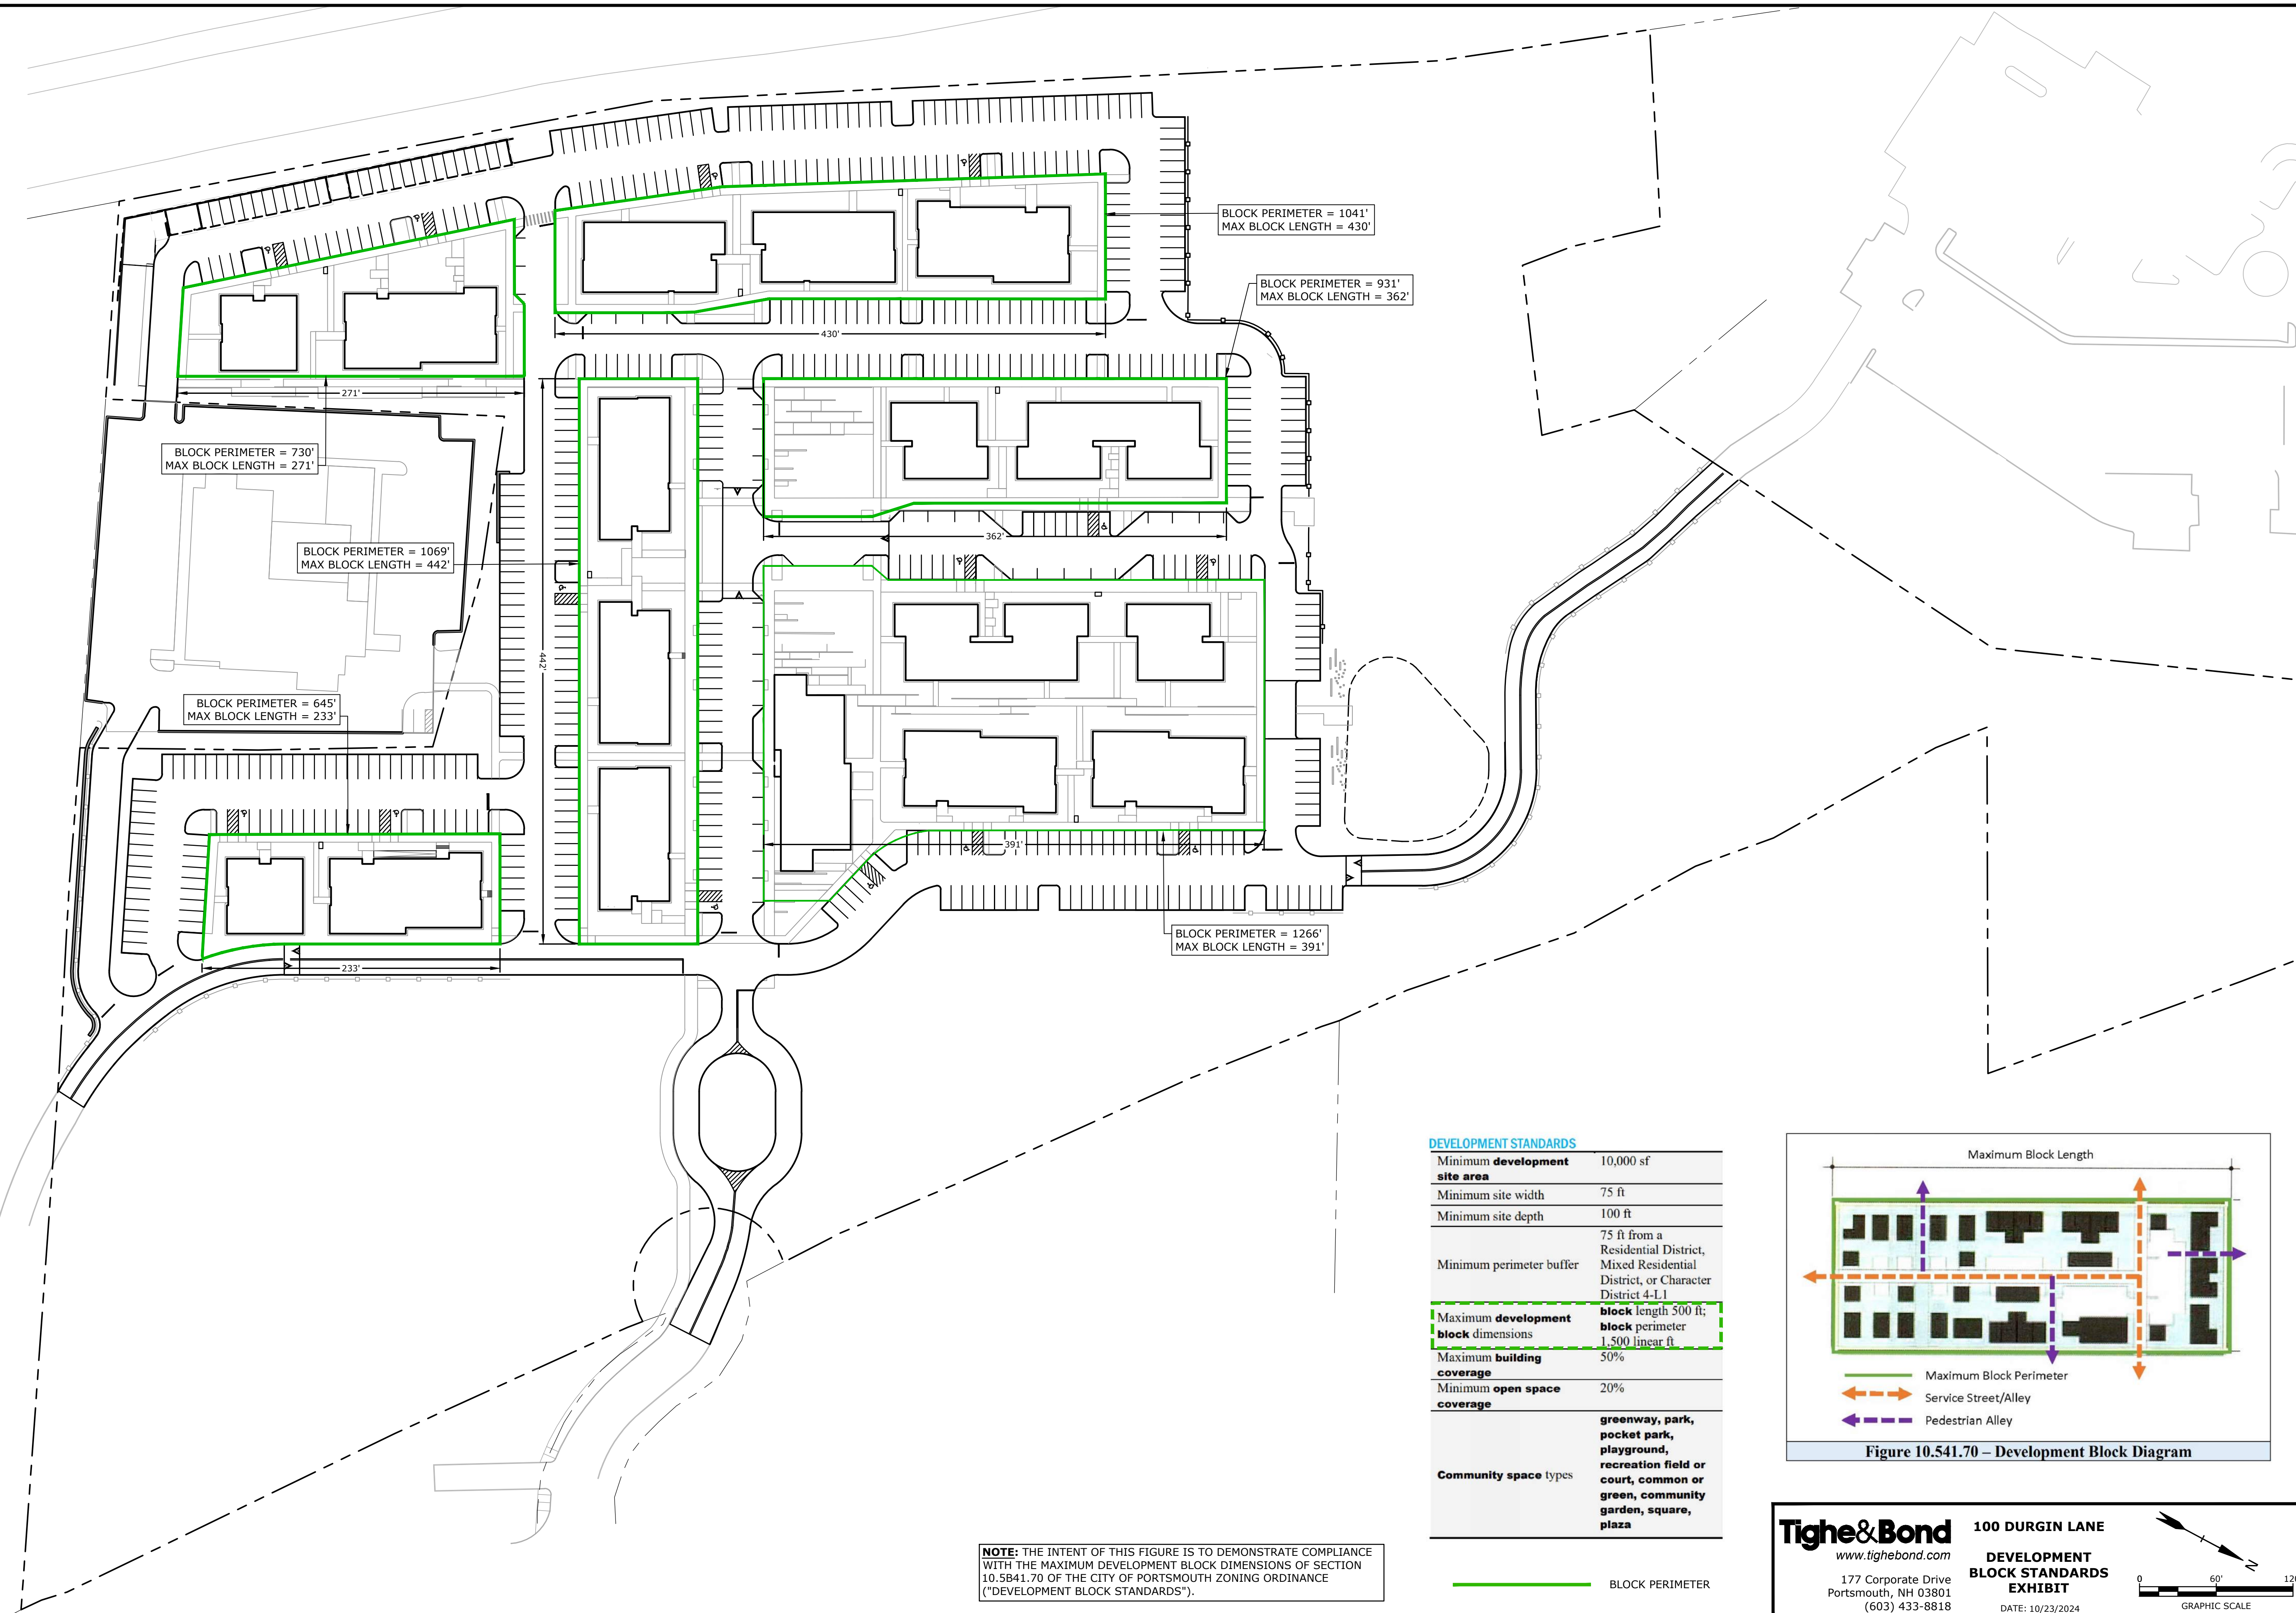 BLOCK PERIMETER = 1041'
MAX BLOCK LENGTH = 430'
BLOCK PERIMETER = 931'
MAX BLOCK LENGTH = 362'
430'
271'
BLOCK PERIMETER = 730'
MAX BLOCK LENGTH = 271'
362'
BLOCK PERIMETER = 1069'
MAX BLOCK LENGTH = 442'
442'
BLOCK PERIMETER = 645'
MAX BLOCK LENGTH = 233'
391'
BLOCK PERIMETER = 1266'
MAX BLOCK LENGTH = 391'
233'
DEVELOPMENT STANDARDS
Minimum development site area
10,000 sf
Minimum site width
75 ft
Minimum site depth
100 ft
Minimum perimeter buffer
75 ft from a
Residential District,
Mixed Residential
District, or Character
District 4-L1
Maximum development
block dimensions
block length 500 ft;
block perimeter
1,500 linear ft
Maximum building
coverage
50%
Minimum open space
coverage
20%
Community space types
greenway, park,
pocket park,
playground,
recreation field or
court, common or
green, community
garden, square,
plaza
Maximum Block Length
Maximum Block Perimeter
Service Street/Alley
Pedestrian Alley
Figure 10.541.70 – Development Block Diagram
NOTE: THE INTENT OF THIS FIGURE IS TO DEMONSTRATE COMPLIANCE
WITH THE MAXIMUM DEVELOPMENT BLOCK DIMENSIONS OF SECTION
10.5B41.70 OF THE CITY OF PORTSMOUTH ZONING ORDINANCE
("DEVELOPMENT BLOCK STANDARDS").
BLOCK PERIMETER
Tighe&Bond
www.tighebond.com
177 Corporate Drive
Portsmouth, NH 03801
(603) 433-8818
100 DURGIN LANE
DEVELOPMENT
BLOCK STANDARDS
EXHIBIT
DATE: 10/23/2024
N
0 60'
GRAPHIC SCALE